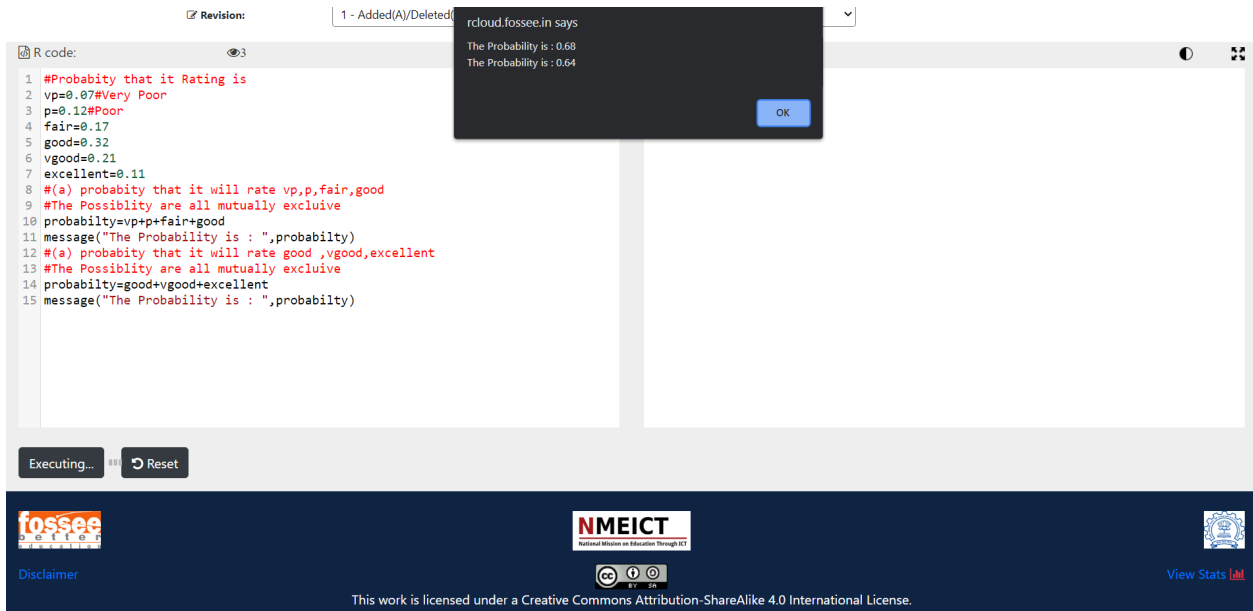 Revision:
1 - Added(A)/Deleted(
rcloud.fossee.in says
The Probability is : 0.68
The Probability is : 0.64
OK
R code:
3
1 #Probabity that it Rating is
2 vp=0.07#Very Poor
3 p=0.12#Poor
4 fair=0.17
5 good=0.32
6 vgood=0.21
7 excellent=0.11
8 #(a) probabity that it will rate vp,p,fair,good
9 #The Possiblity are all mutually excluive
10 probabilty=vp+p+fair+good
11 message("The Probability is : ",probabilty)
12 #(a) probabity that it will rate good ,vgood,excellent
13 #The Possiblity are all mutually excluive
14 probabilty=good+vgood+excellent
15 message("The Probability is : ",probabilty)
Executing...
Reset
fossee
better
education
NMEICT
National Mission on Education Through ICT
Disclaimer
cc
BY SA
View Stats
This work is licensed under a Creative Commons Attribution-ShareAlike 4.0 International License.